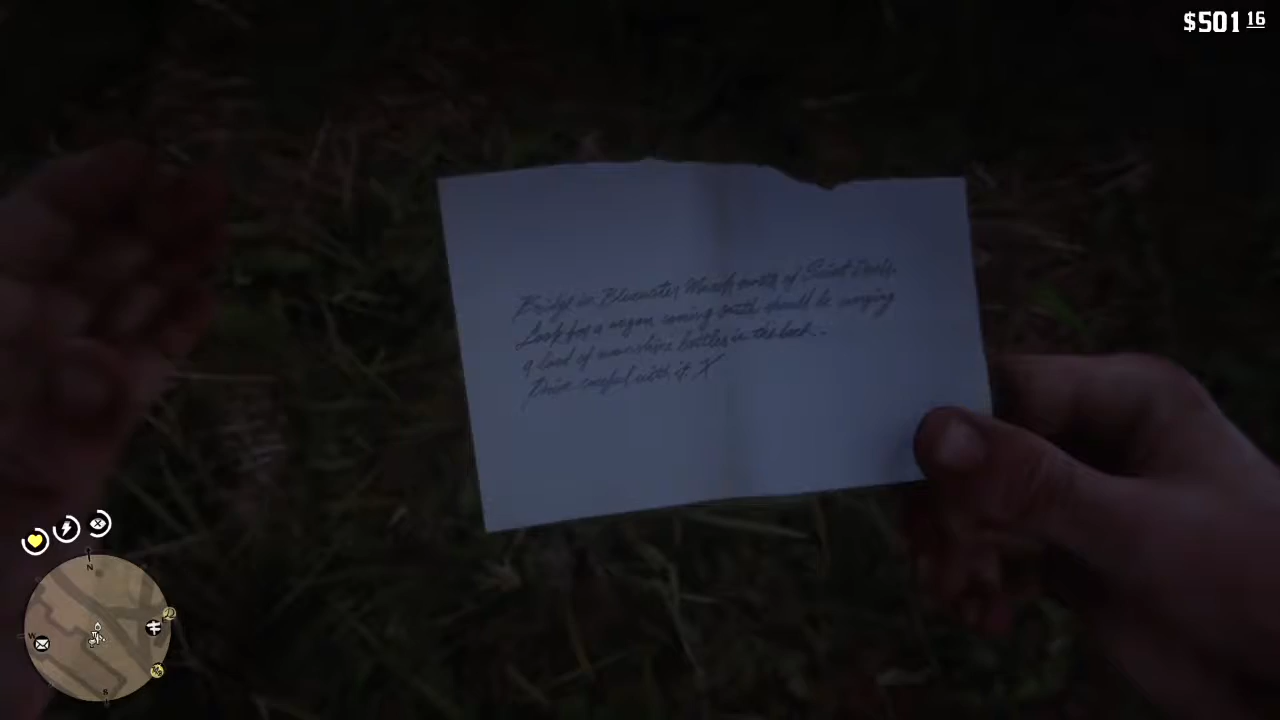 $501 16
Bridge in Bluewater Marsh north of Saint Denis.
Look for a wagon coming south should be carrying
a load of moonshine bottles in the back.
Drive careful with it X
N
W
S